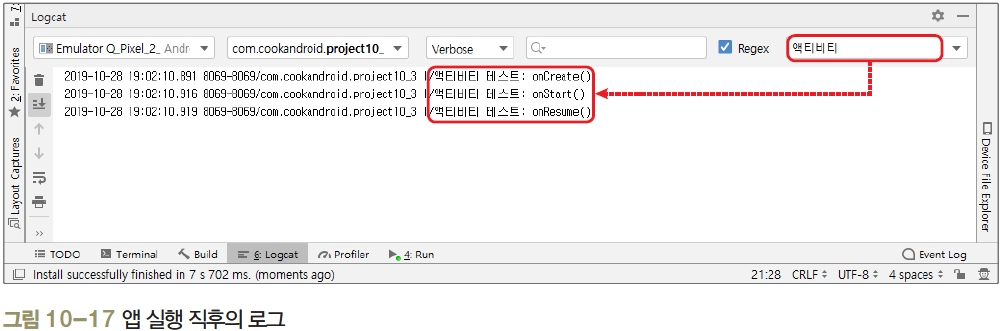 Logcat
Emulator Q_Pixel_2_ Andr com.cookandroid.project10_ Verbose Regex 액티비티
2019-10-28 19:02:10.891 8069-8069/com.cookandroid.project10_3 I/액티비티 테스트: onCreate()
2019-10-28 19:02:10.916 8069-8069/com.cookandroid.project10_3 I/액티비티 테스트: onStart()
2019-10-28 19:02:10.919 8069-8069/com.cookandroid.project10_3 I/액티비티 테스트: onResume()
7:
2: Favorites
Layout Captures
Device File Explorer
TODO Terminal Build 6: Logcat Profiler 4: Run Event Log
Install successfully finished in 7 s 702 ms. (moments ago) 21:28 CRLF UTF-8 4 spaces
그림 10-17 앱 실행 직후의 로그